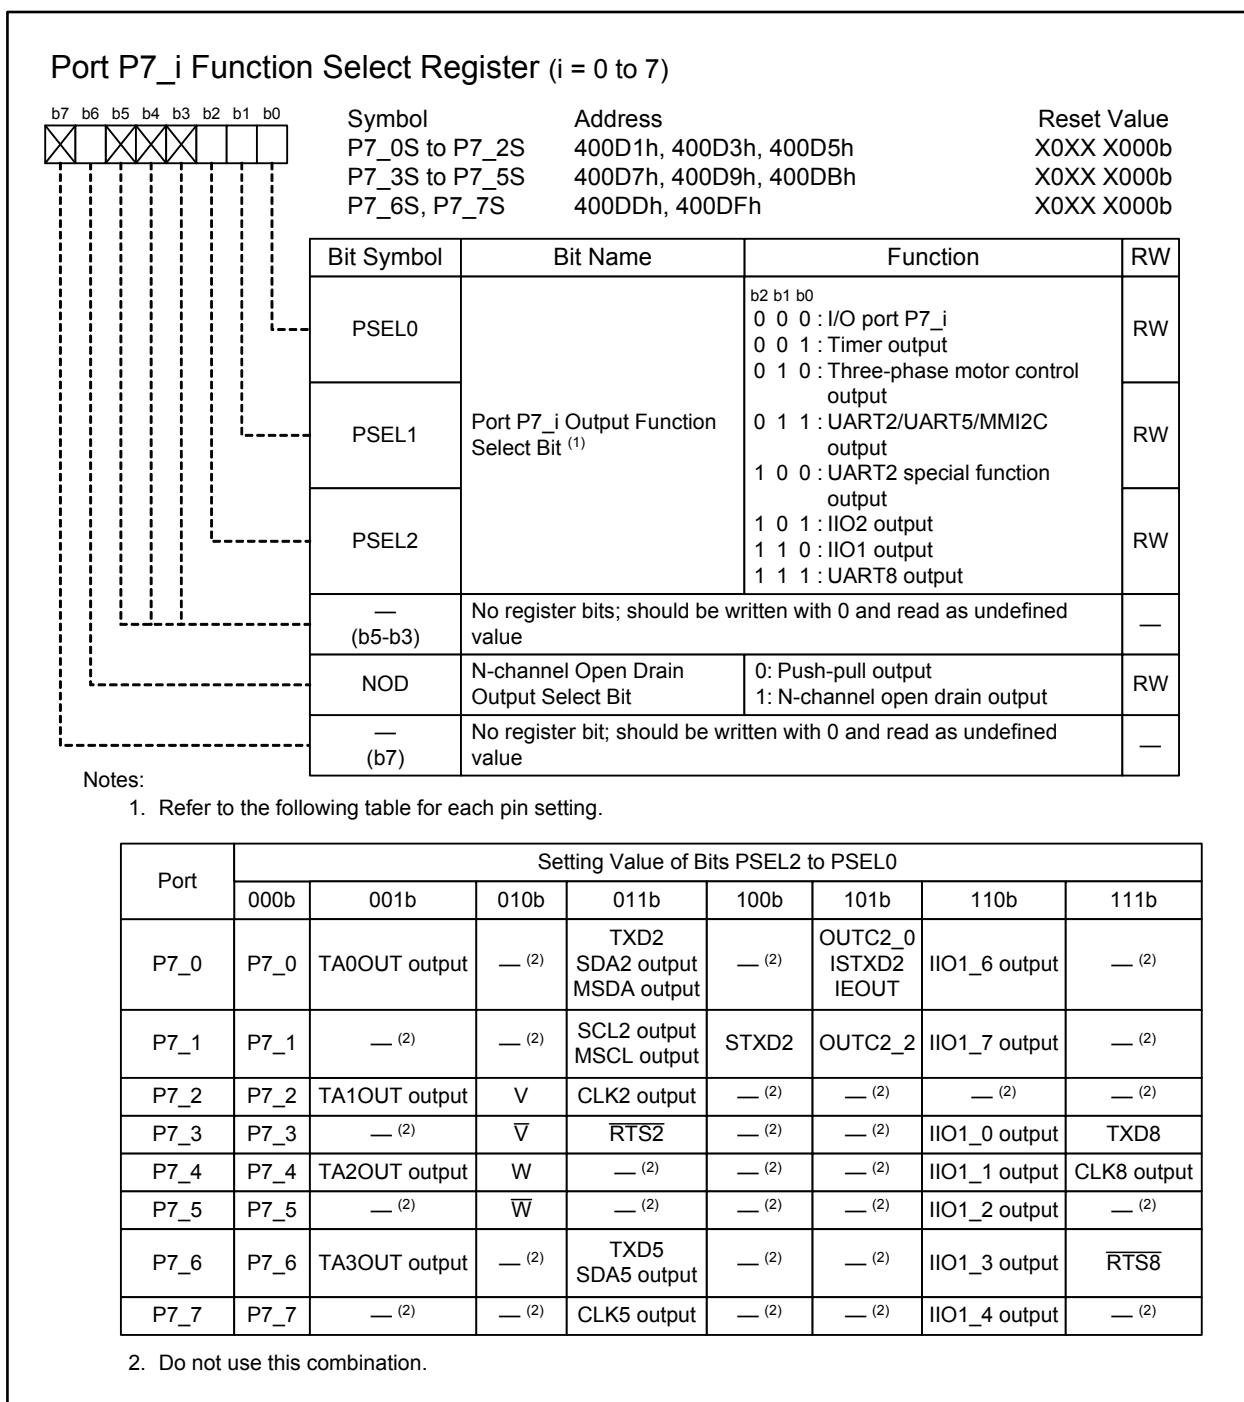 Port P7_i Function Select Register (i = 0 to 7)
b7 b6 b5 b4 b3 b2 b1 b0
Symbol Address Reset Value
P7_0S to P7_2S 400D1h, 400D3h, 400D5h X0XX X000b
P7_3S to P7_5S 400D7h, 400D9h, 400DBh X0XX X000b
P7_6S, P7_7S 400DDh, 400DFh X0XX X000b
Bit Symbol Bit Name Function RW
PSEL0 RW
PSEL1 RW
PSEL2 RW
Port P7_i Output Function
Select Bit (1)
b2 b1 b0
0 0 0 : I/O port P7_i
0 0 1 : Timer output
0 1 0 : Three-phase motor control
output
0 1 1 : UART2/UART5/MMI2C
output
1 0 0 : UART2 special function
output
1 0 1 : IIO2 output
1 1 0 : IIO1 output
1 1 1 : UART8 output
—
(b5-b3)
No register bits; should be written with 0 and read as undefined
value
—
NOD
N-channel Open Drain
Output Select Bit
0: Push-pull output
1: N-channel open drain output
RW
—
(b7)
No register bit; should be written with 0 and read as undefined
value
—
Notes:
1. Refer to the following table for each pin setting.
Port Setting Value of Bits PSEL2 to PSEL0
000b 001b 010b 011b 100b 101b 110b 111b
P7_0 P7_0 TA0OUT output — (2) TXD2 SDA2 output MSDA output — (2) OUTC2_0 ISTXD2 IEOUT IIO1_6 output — (2)
P7_1 P7_1 — (2) — (2) SCL2 output MSCL output STXD2 OUTC2_2 IIO1_7 output — (2)
P7_2 P7_2 TA1OUT output V CLK2 output — (2) — (2) — (2) — (2)
P7_3 P7_3 — (2) V̅ R̅T̅S̅2̅ — (2) — (2) IIO1_0 output TXD8
P7_4 P7_4 TA2OUT output W — (2) — (2) — (2) IIO1_1 output CLK8 output
P7_5 P7_5 — (2) W̅ — (2) — (2) — (2) IIO1_2 output — (2)
P7_6 P7_6 TA3OUT output — (2) TXD5 SDA5 output — (2) — (2) IIO1_3 output R̅T̅S̅8̅
P7_7 P7_7 — (2) — (2) CLK5 output — (2) — (2) IIO1_4 output — (2)
2. Do not use this combination.